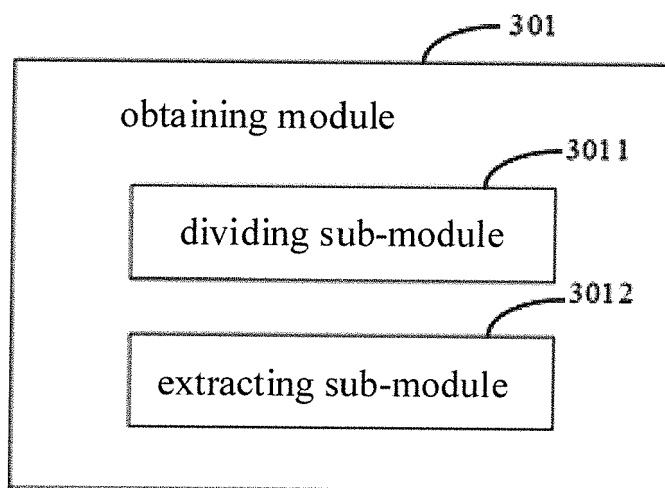 301
obtaining module
3011
dividing sub-module
3012
extracting sub-module